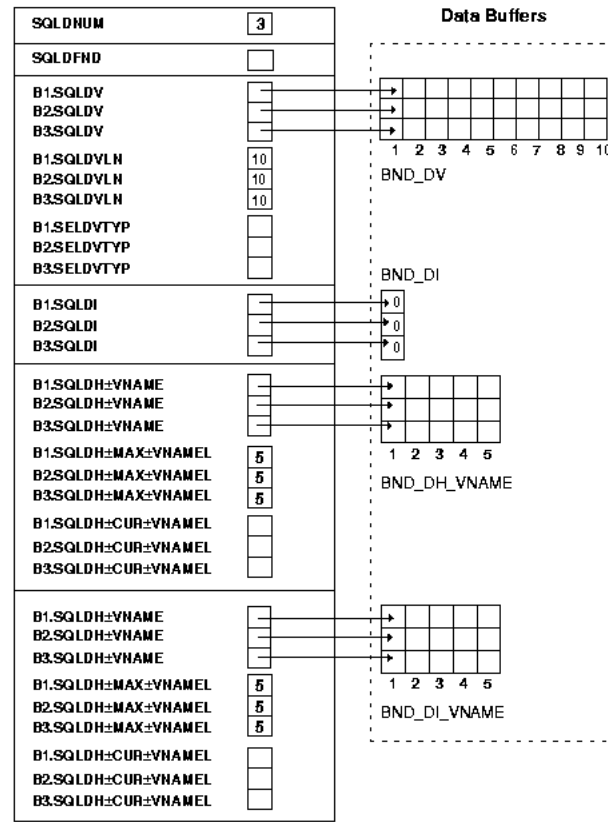 Data Buffers
SQLDNUM 3
SQLDFND
B1.SQLDV
B2.SQLDV
B3.SQLDV
1 2 3 4 5 6 7 8 9 10
BND_DV
B1.SQLDVLN 10
B2.SQLDVLN 10
B3.SQLDVLN 10
B1.SELDVTYP
B2.SELDVTYP
B3.SELDVTYP
BND_DI
B1.SQLDI 0
B2.SQLDI 0
B3.SQLDI 0
B1.SQLDH±VNAME
B2.SQLDH±VNAME
B3.SQLDH±VNAME
1 2 3 4 5
BND_DH_VNAME
B1.SQLDH±MAX±VNAMEL 5
B2.SQLDH±MAX±VNAMEL 5
B3.SQLDH±MAX±VNAMEL 5
B1.SQLDH±CUR±VNAMEL
B2.SQLDH±CUR±VNAMEL
B3.SQLDH±CUR±VNAMEL
B1.SQLDH±VNAME
B2.SQLDH±VNAME
B3.SQLDH±VNAME
1 2 3 4 5
BND_DI_VNAME
B1.SQLDH±MAX±VNAMEL 5
B2.SQLDH±MAX±VNAMEL 5
B3.SQLDH±MAX±VNAMEL 5
B1.SQLDH±CUR±VNAMEL
B2.SQLDH±CUR±VNAMEL
B3.SQLDH±CUR±VNAMEL